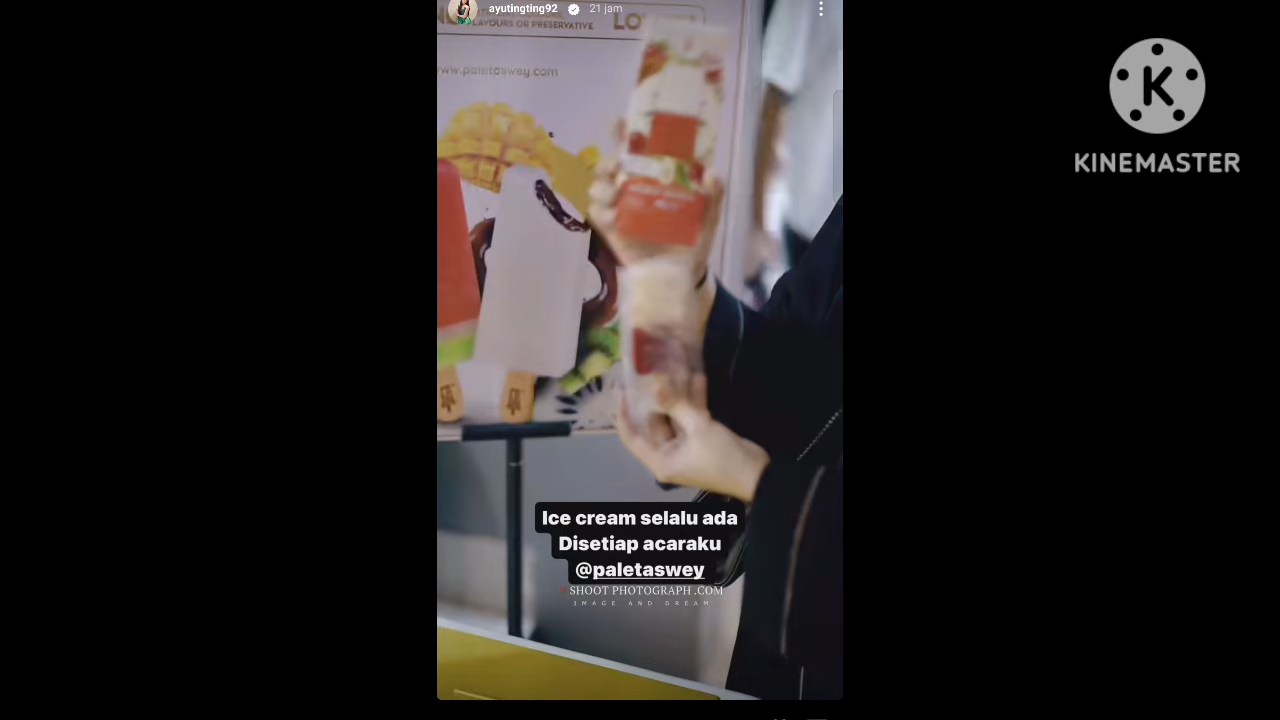 ayutingting92 21 jam
FLAVOURS OR PRESERVATIVE
www.paletaswey.com
K
KINEMASTER
Ice cream selalu ada
Disetiap acaraku
@paletaswey
SHOOT PHOTOGRAPH .COM
IMAGE AND DREAM